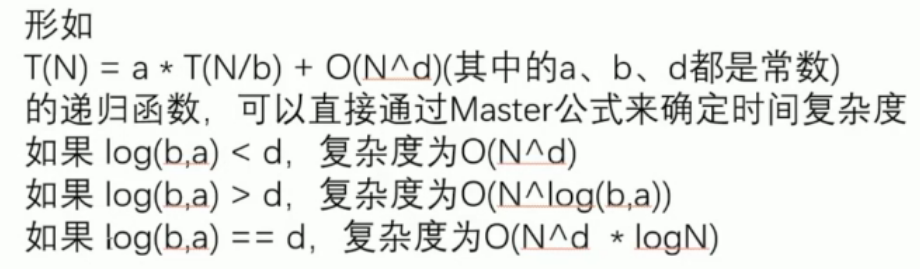 形如
T(N) = a * T(N/b) + O(N^d)(其中的a、b、d都是常数)
的递归函数，可以直接通过Master公式来确定时间复杂度
如果 log(b,a) < d，复杂度为O(N^d)
如果 log(b,a) > d，复杂度为O(N^log(b,a))
如果 log(b,a) == d，复杂度为O(N^d * logN)